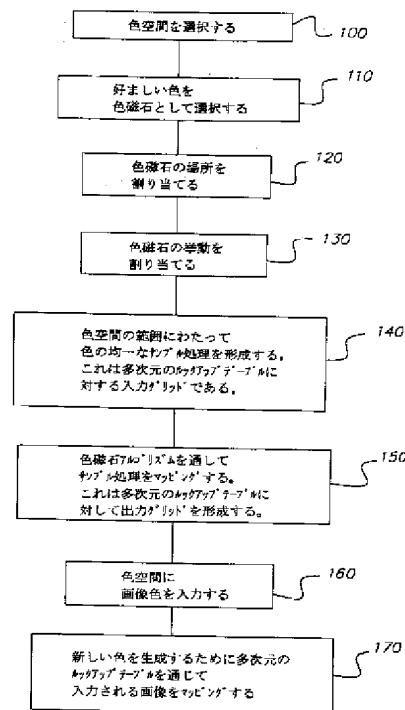 色空間を選択する
100
好ましい色を
色磁石として選択する
110
色磁石の場所を
割り当てる
120
色磁石の挙動を
割り当てる
130
色空間の範囲にわたって
色の均一なサンプル処理を形成する。
これは多次元のルックアップテーブルに
対する入力グリッドである。
140
色磁石アルゴリズムを通して
サンプル処理をマッピングする。
これは多次元のルックアップテーブルに
対して出力グリッドを形成する。
150
色空間に
画像色を入力する
160
新しい色を生成するために多次元の
ルックアップテーブルを通じて
入力される画像をマッピングする
170